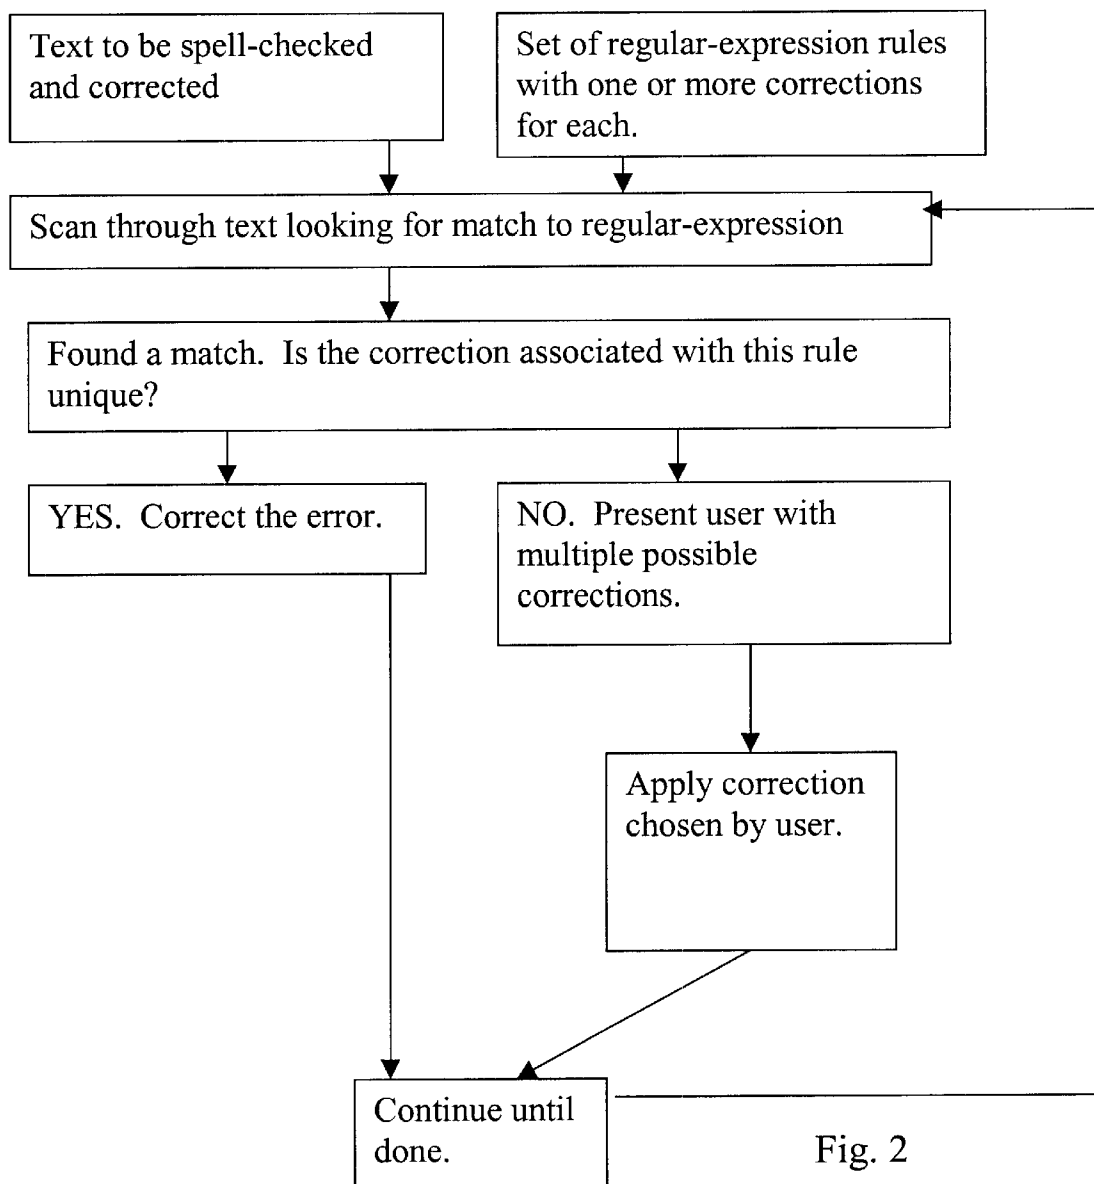 Text to be spell-checked
and corrected
Set of regular-expression rules
with one or more corrections
for each.
Scan through text looking for match to regular-expression
Found a match.  Is the correction associated with this rule
unique?
YES.  Correct the error.
NO.  Present user with
multiple possible
corrections.
Apply correction
chosen by user.
Continue until
done.
Fig. 2